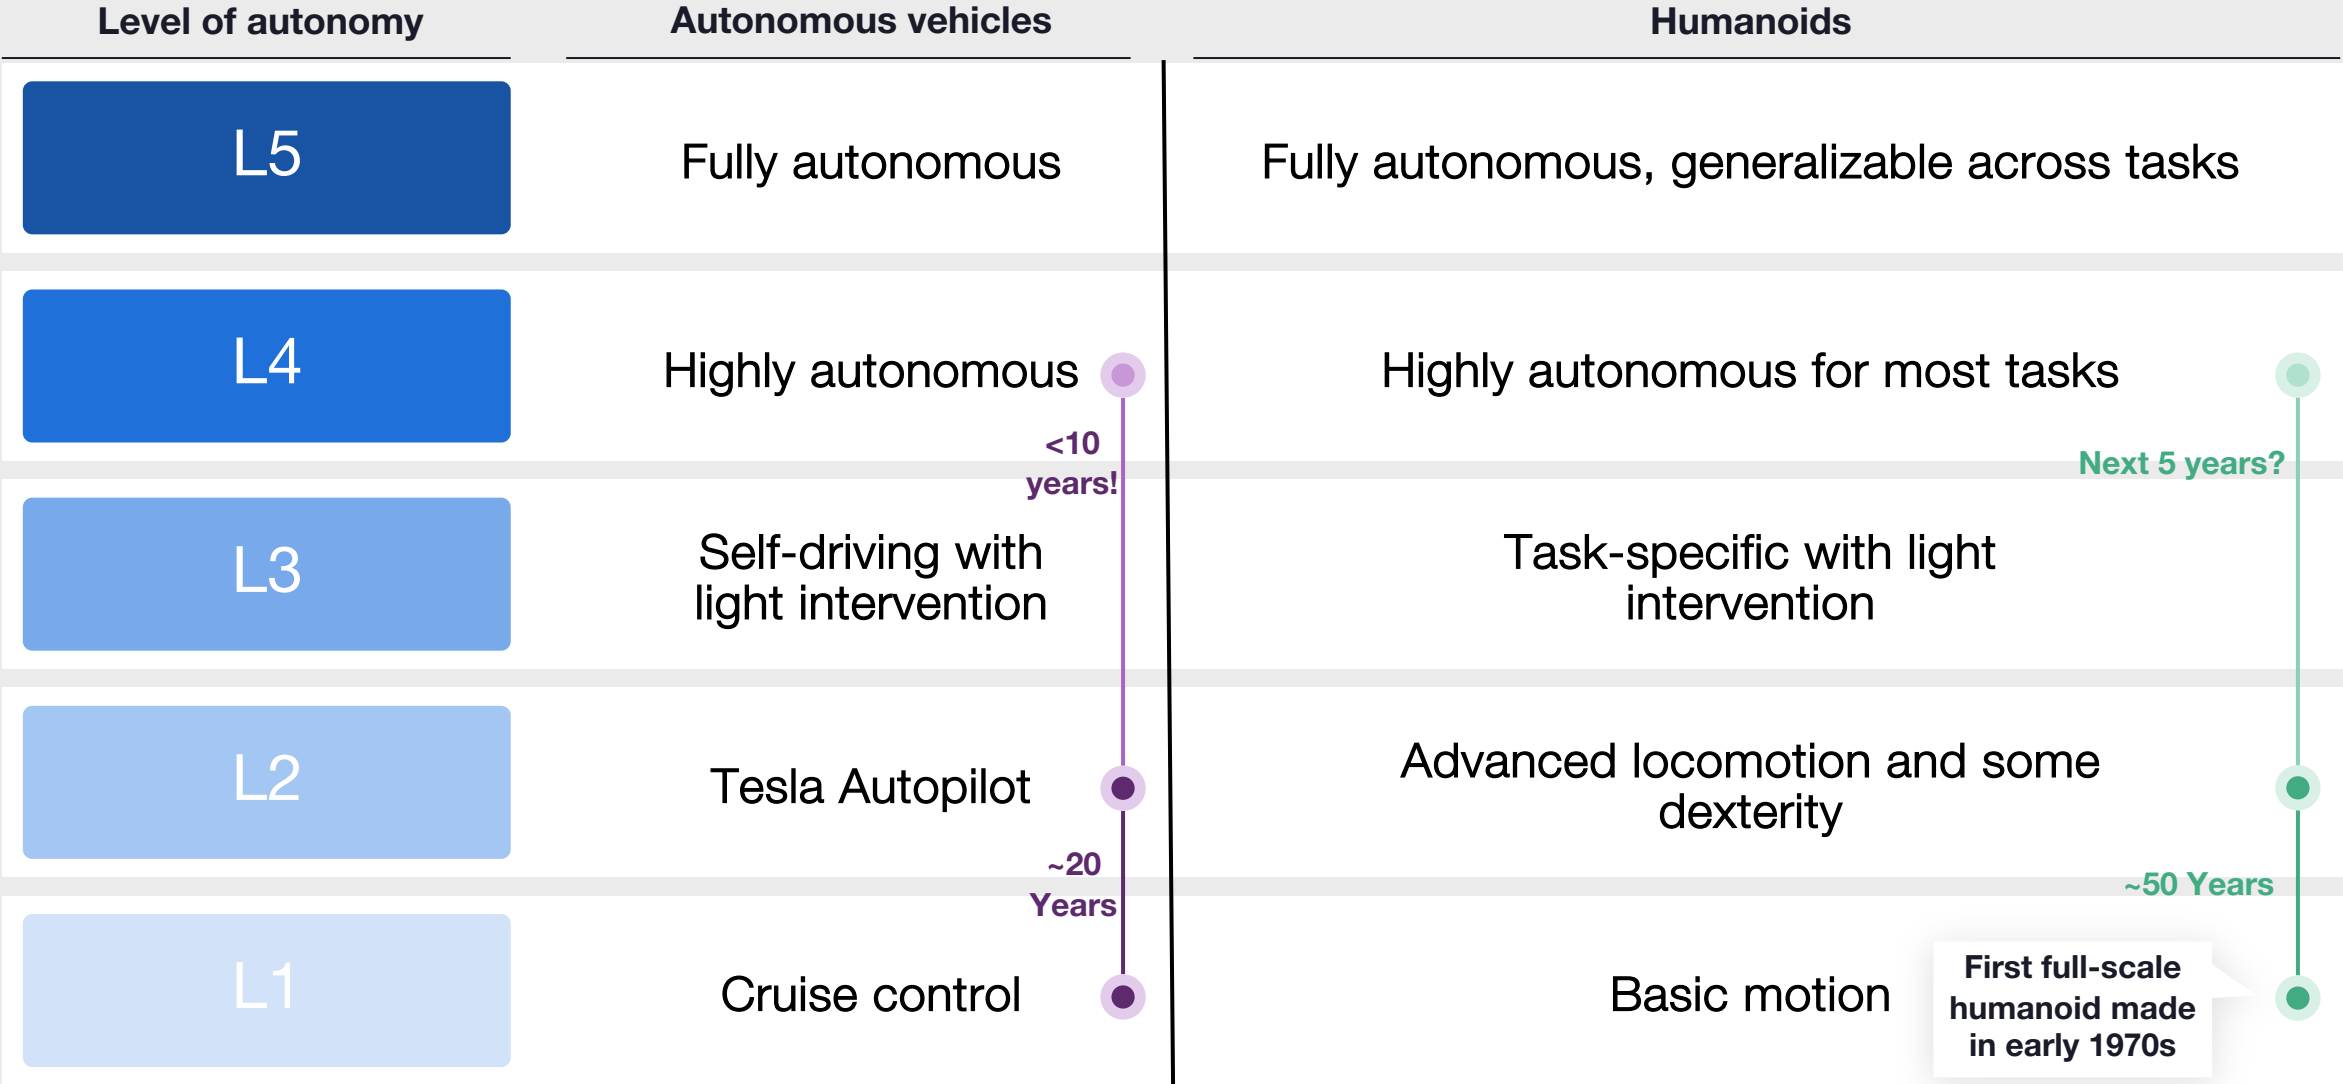 Level of autonomy
Autonomous vehicles
Humanoids
L5
Fully autonomous
Fully autonomous, generalizable across tasks
L4
Highly autonomous
Highly autonomous for most tasks
<10
years!
Next 5 years?
L3
Self-driving with
light intervention
Task-specific with light
intervention
L2
Tesla Autopilot
Advanced locomotion and some
dexterity
~20
Years
~50 Years
L1
Cruise control
Basic motion
First full-scale
humanoid made
in early 1970s